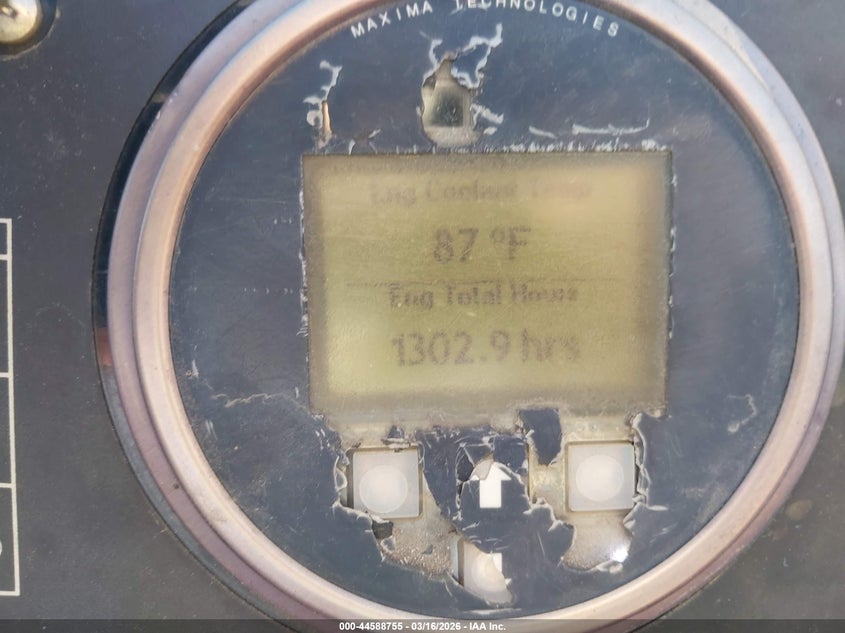 MAXIMA TECHNOLOGIES
Eng Coolant Temp
87 °F
Eng Total Hours
1302.9 hrs
000-44588755 | 03/16/2026 | IAA Inc.